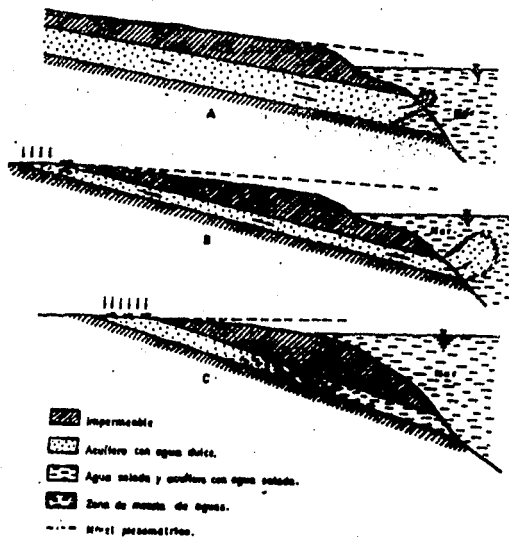 Mar
A
Mar
B
Mar
C
Impermeable
Acuífero con agua dulce.
Agua salada y acuífero con agua salada.
Zona de mezcla de aguas.
Nivel piezométrico.